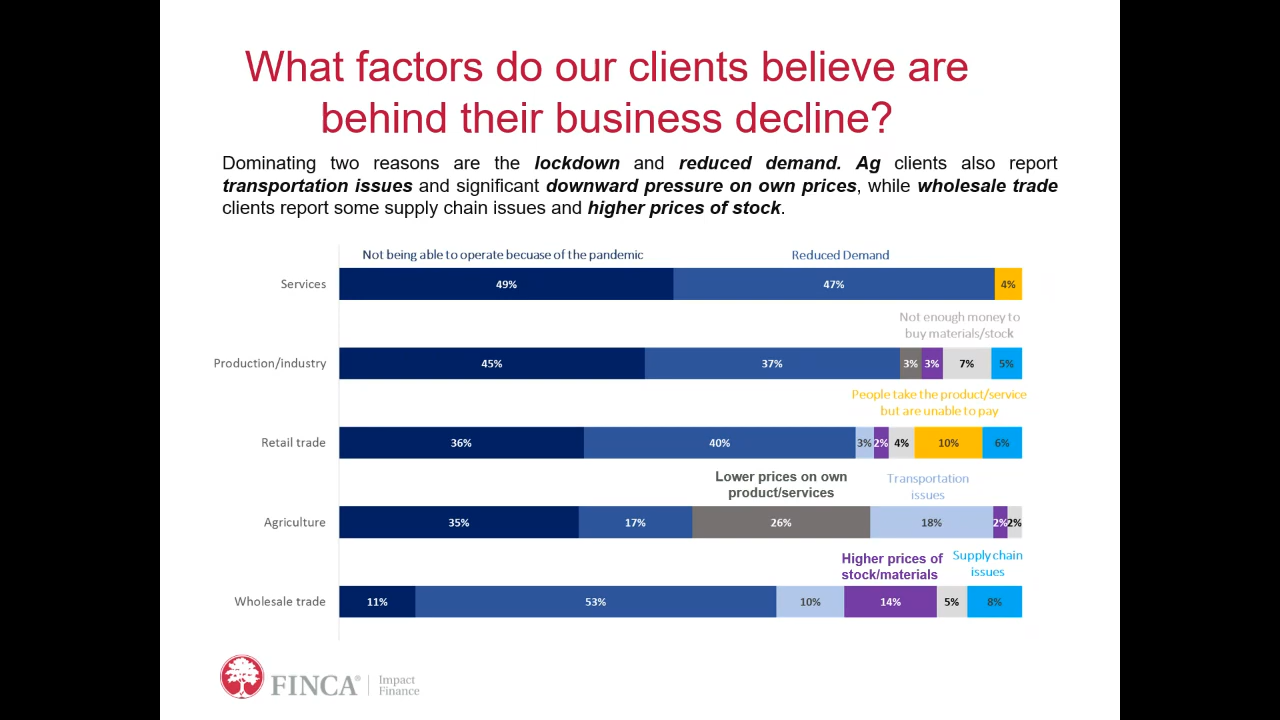 What factors do our clients believe are
behind their business decline?
Dominating two reasons are the lockdown and reduced demand. Ag clients also report
transportation issues and significant downward pressure on own prices, while wholesale trade
clients report some supply chain issues and higher prices of stock.
Not being able to operate becuase of the pandemic
Reduced Demand
Services
49%
47%
4%
Not enough money to
buy materials/stock
Production/industry
45%
37%
3%
3%
7%
5%
People take the product/service
but are unable to pay
Retail trade
36%
40%
3%
2%
4%
10%
6%
Lower prices on own
product/services
Transportation
issues
Agriculture
35%
17%
26%
18%
2%
2%
Higher prices of
stock/materials
Supply chain
issues
Wholesale trade
11%
53%
10%
14%
5%
8%
FINCA®
Impact
Finance